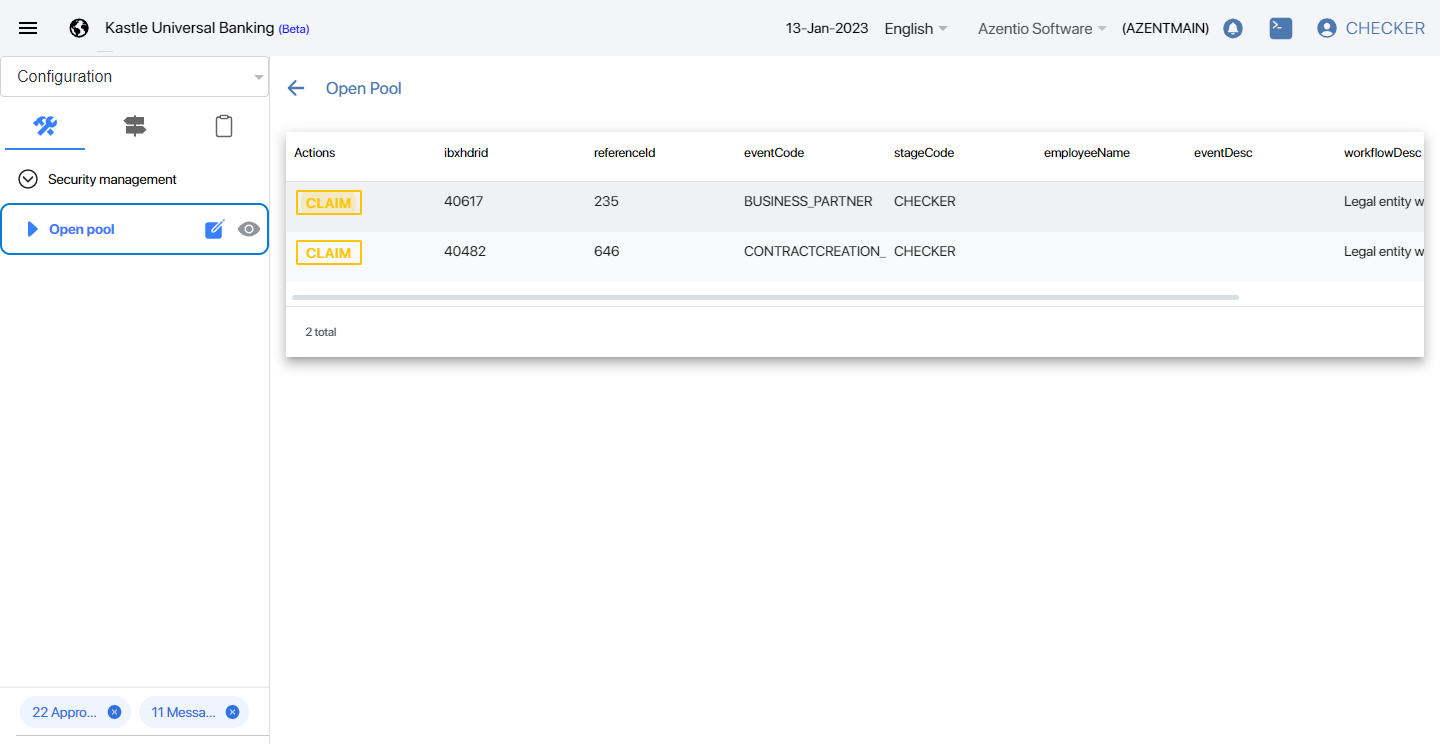 Kastle Universal Banking (Beta) 13-Jan-2023 English Azentio Software (AZENTMAIN) CHECKER
Configuration
Security management
Open pool
22 Appro... 11 Messa...
Open Pool
Actions ibxhdrid referenceId eventCode stageCode employeeName eventDesc workflowDesc
CLAIM 40617 235 BUSINESS_PARTNER CHECKER Legal entity w
CLAIM 40482 646 CONTRACTCREATION_ CHECKER Legal entity w
2 total